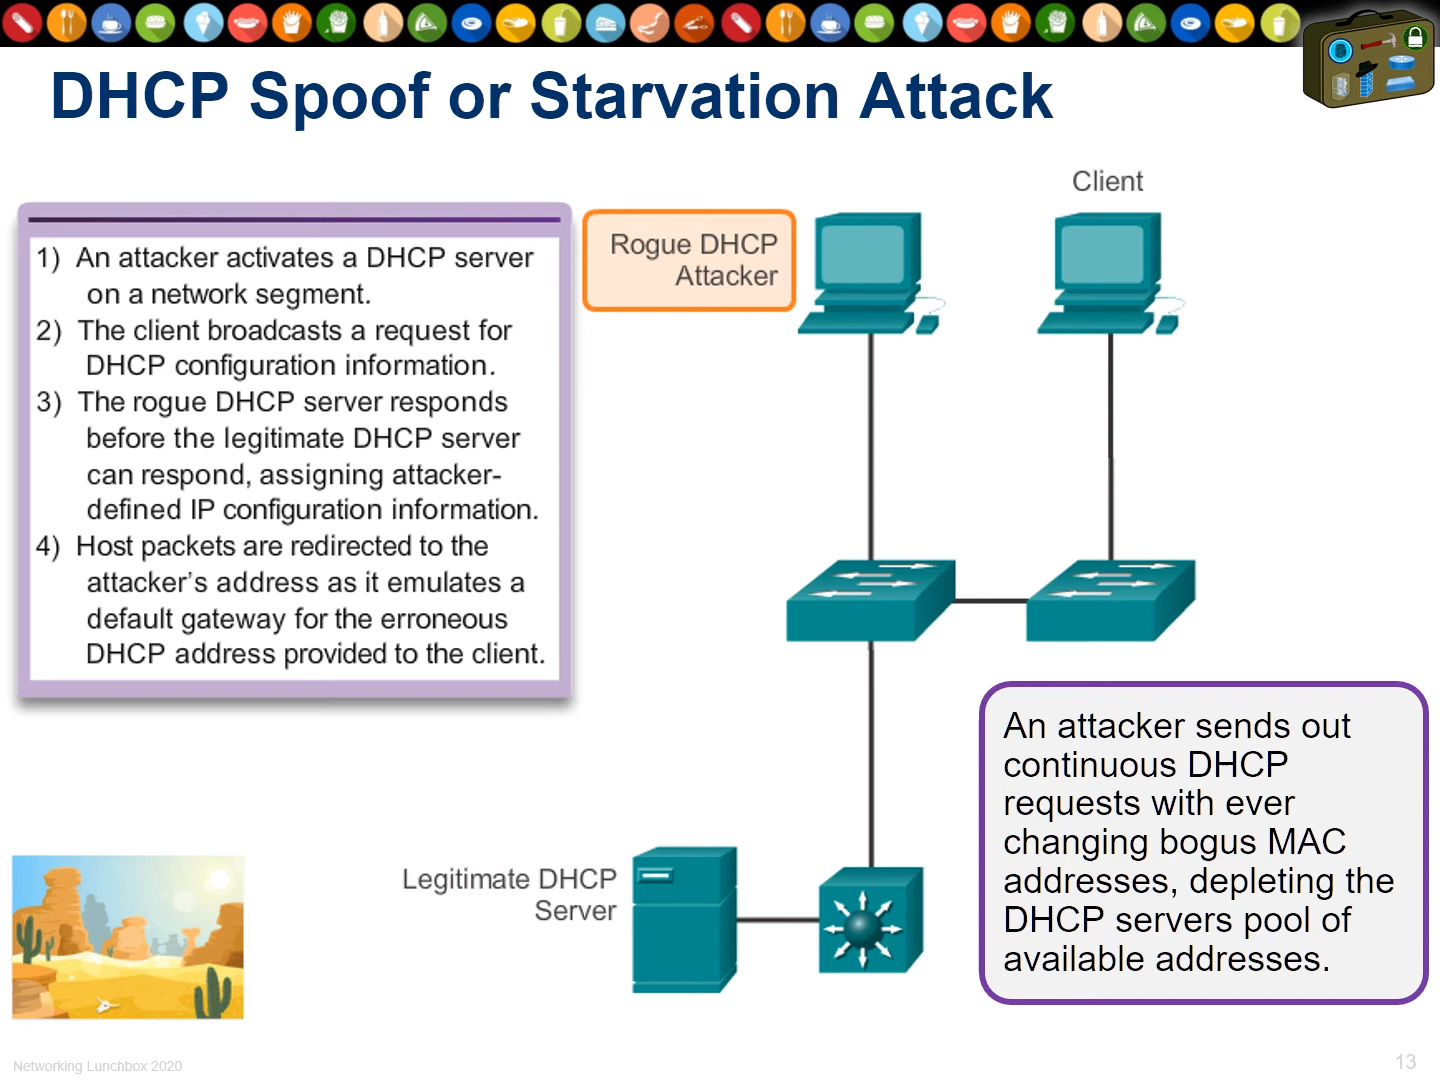 DHCP Spoof or Starvation Attack
1) An attacker activates a DHCP server
on a network segment.
2) The client broadcasts a request for
DHCP configuration information.
3) The rogue DHCP server responds
before the legitimate DHCP server
can respond, assigning attacker-
defined IP configuration information.
4) Host packets are redirected to the
attacker’s address as it emulates a
default gateway for the erroneous
DHCP address provided to the client.
Rogue DHCP
Attacker
Client
Legitimate DHCP
Server
An attacker sends out
continuous DHCP
requests with ever
changing bogus MAC
addresses, depleting the
DHCP servers pool of
available addresses.
Networking Lunchbox 2020
13